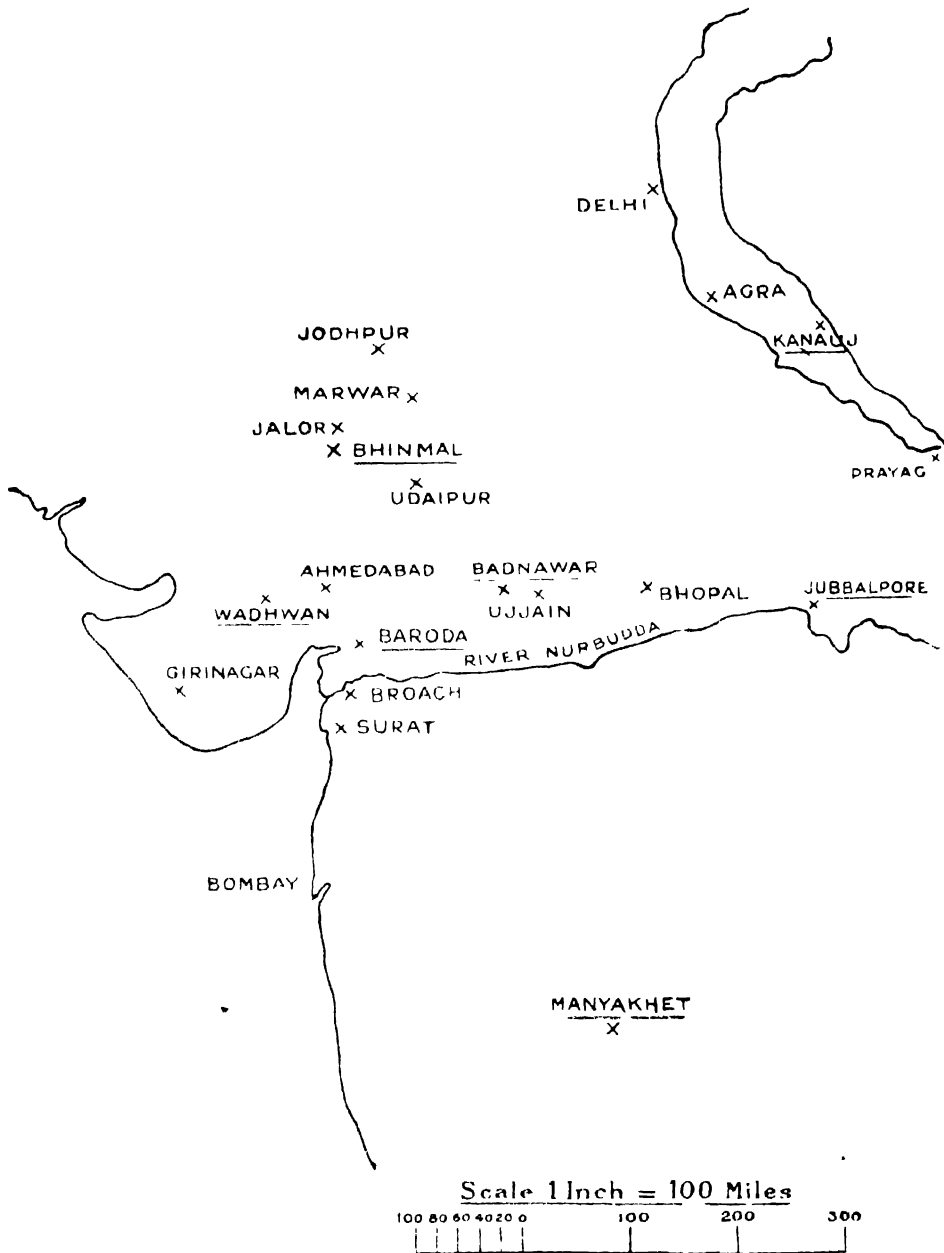 DELHI
AGRA
JODHPUR
KANAUJ
MARWAR
JALOR
BHINMAL
PRAYAG
UDAIPUR
AHMEDABAD
BADNAWAR
BHOPAL
JUBBALPORE
WADHWAN
UJJAIN
BARODA
RIVER NURBUDDA
GIRINAGAR
BROACH
SURAT
BOMBAY
MANYAKHET
Scale 1 Inch = 100 Miles
100 80 60 40 20 0 100 200 300